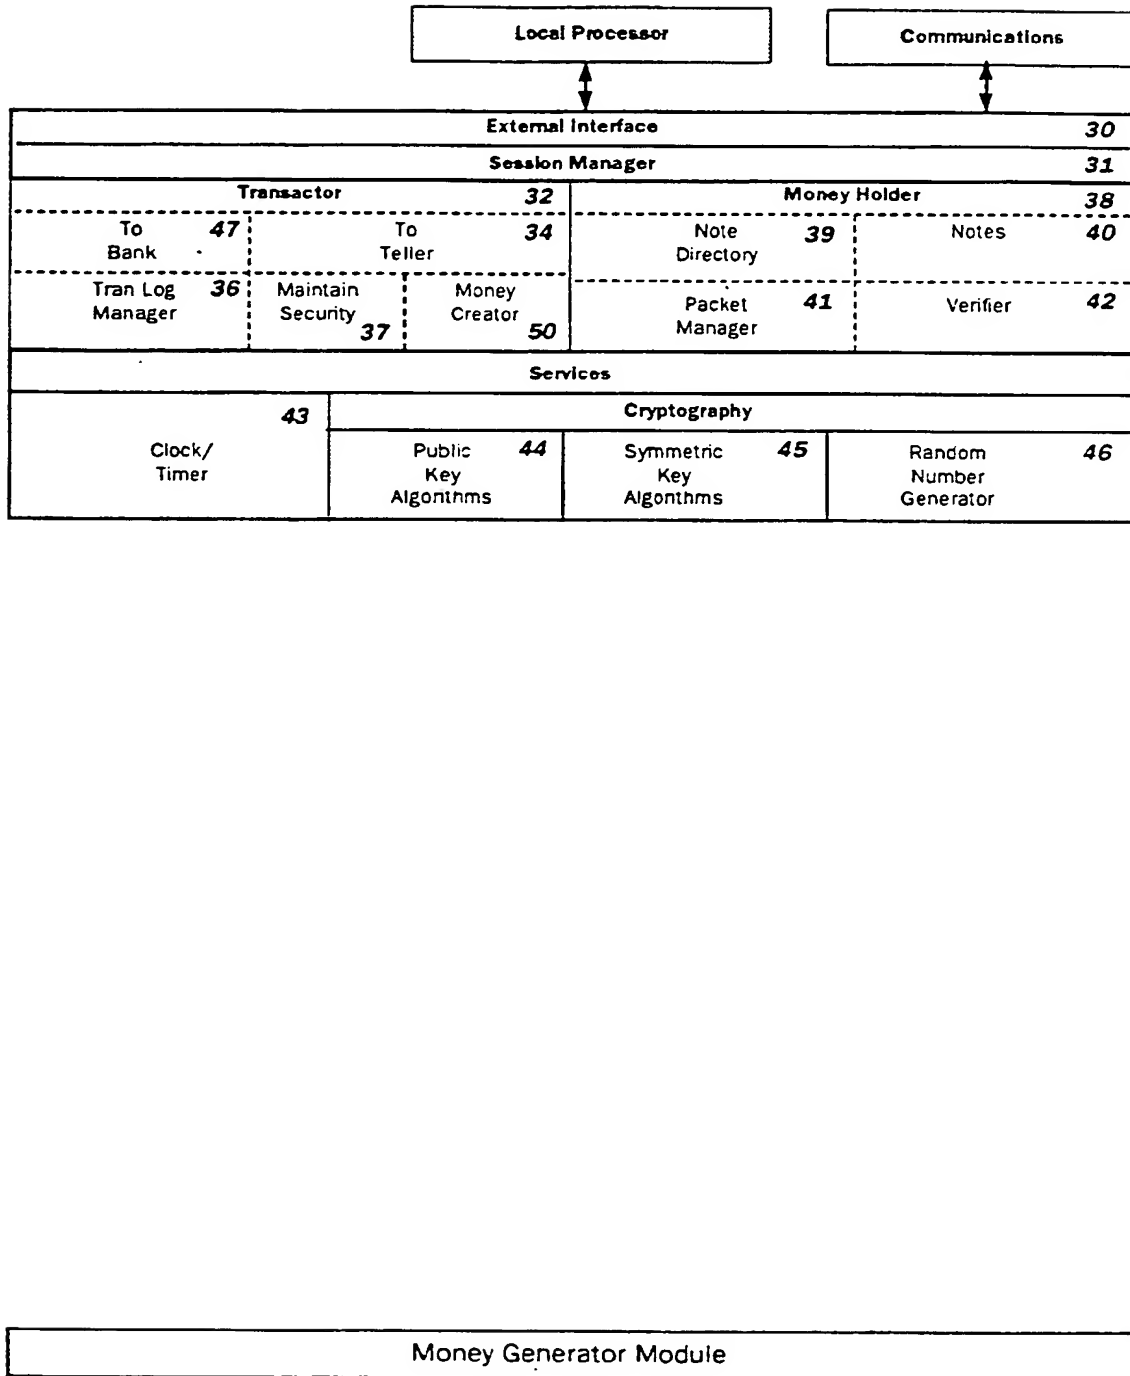 Local Processor
Communications
External Interface 30
Session Manager 31
Transactor 32
Money Holder 38
To Bank 47
To Teller 34
Note Directory 39
Notes 40
Tran Log Manager 36
Maintain Security 37
Money Creator 50
Packet Manager 41
Verifier 42
Services
43
Clock/
Timer
Cryptography
Public 44
Key
Algorithms
Symmetric 45
Key
Algorithms
Random 46
Number
Generator
Money Generator Module